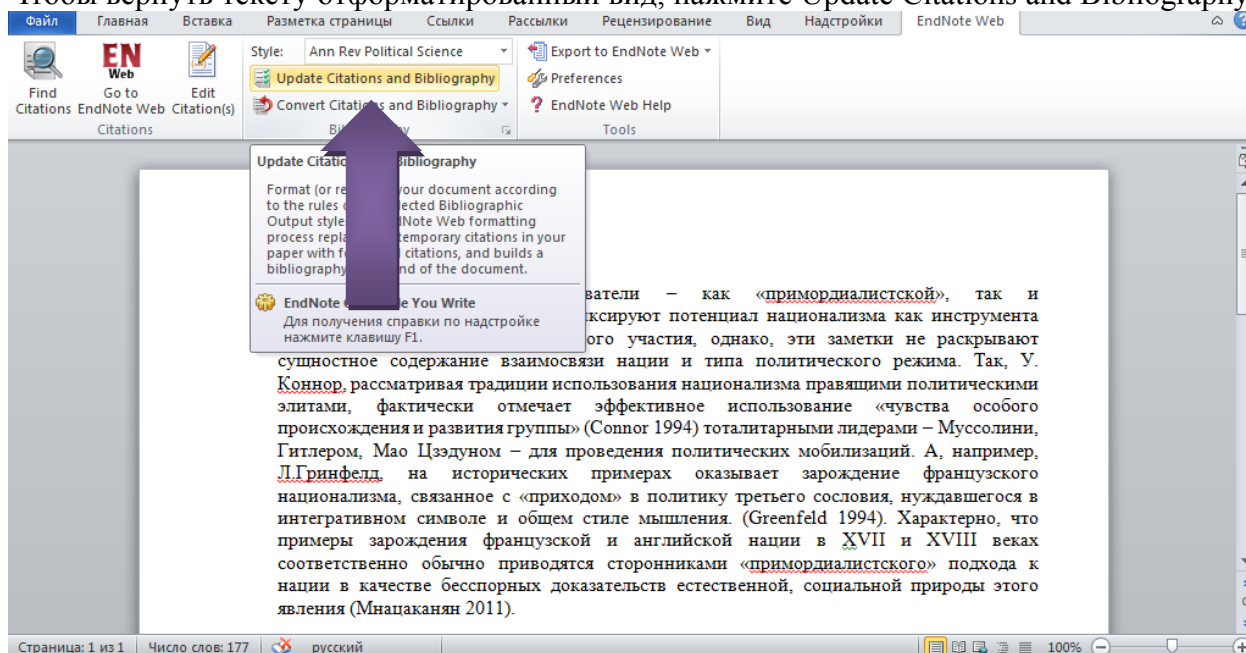 Чтобы вернуть тексту отформатированный вид, нажмите Update Citations and Bibliography
Файл Главная Вставка Разметка страницы Ссылки Рассылки Рецензирование Вид Надстройки EndNote Web
Find Citations
EN Web
Go to EndNote Web
Edit Citation(s)
Citations
Style: Ann Rev Political Science
Update Citations and Bibliography
Convert Citations and Bibliography
Export to EndNote Web
Preferences
EndNote Web Help
Tools
Update Bibliography
Format (or your document according
to the rules Bibliographic
Output style Web formatting
process temporary citations in your
paper with citations, and builds a
bibliography of the document.
EndNote You Write
Для получения справки по надстройке
нажмите клавишу F1.
– как «примордиалистской», так и
потенциал национализма как инструмента
участия, однако, эти заметки не раскрывают
сущностное содержание взаимосвязи нации и типа политического режима. Так, У.
Коннор, рассматривая традиции использования национализма правящими политическими
элитами, фактически отмечает эффективное использование «чувства особого
происхождения и развития группы» (Connor 1994) тоталитарными лидерами – Муссолини,
Гитлером, Мао Цзэдуном – для проведения политических мобилизаций. А, например,
Л.Гринфелд, на исторических примерах оказывает зарождение французского
национализма, связанное с «приходом» в политику третьего сословия, нуждавшегося в
интегративном символе и общем стиле мышления. (Greenfeld 1994). Характерно, что
примеры зарождения французской и английской нации в XVII и XVIII веках
соответственно обычно приводятся сторонниками «примордиалистского» подхода к
нации в качестве бесспорных доказательств естественной, социальной природы этого
явления (Мнацаканян 2011).
Страница: 1 из 1 Число слов: 177 русский 100%